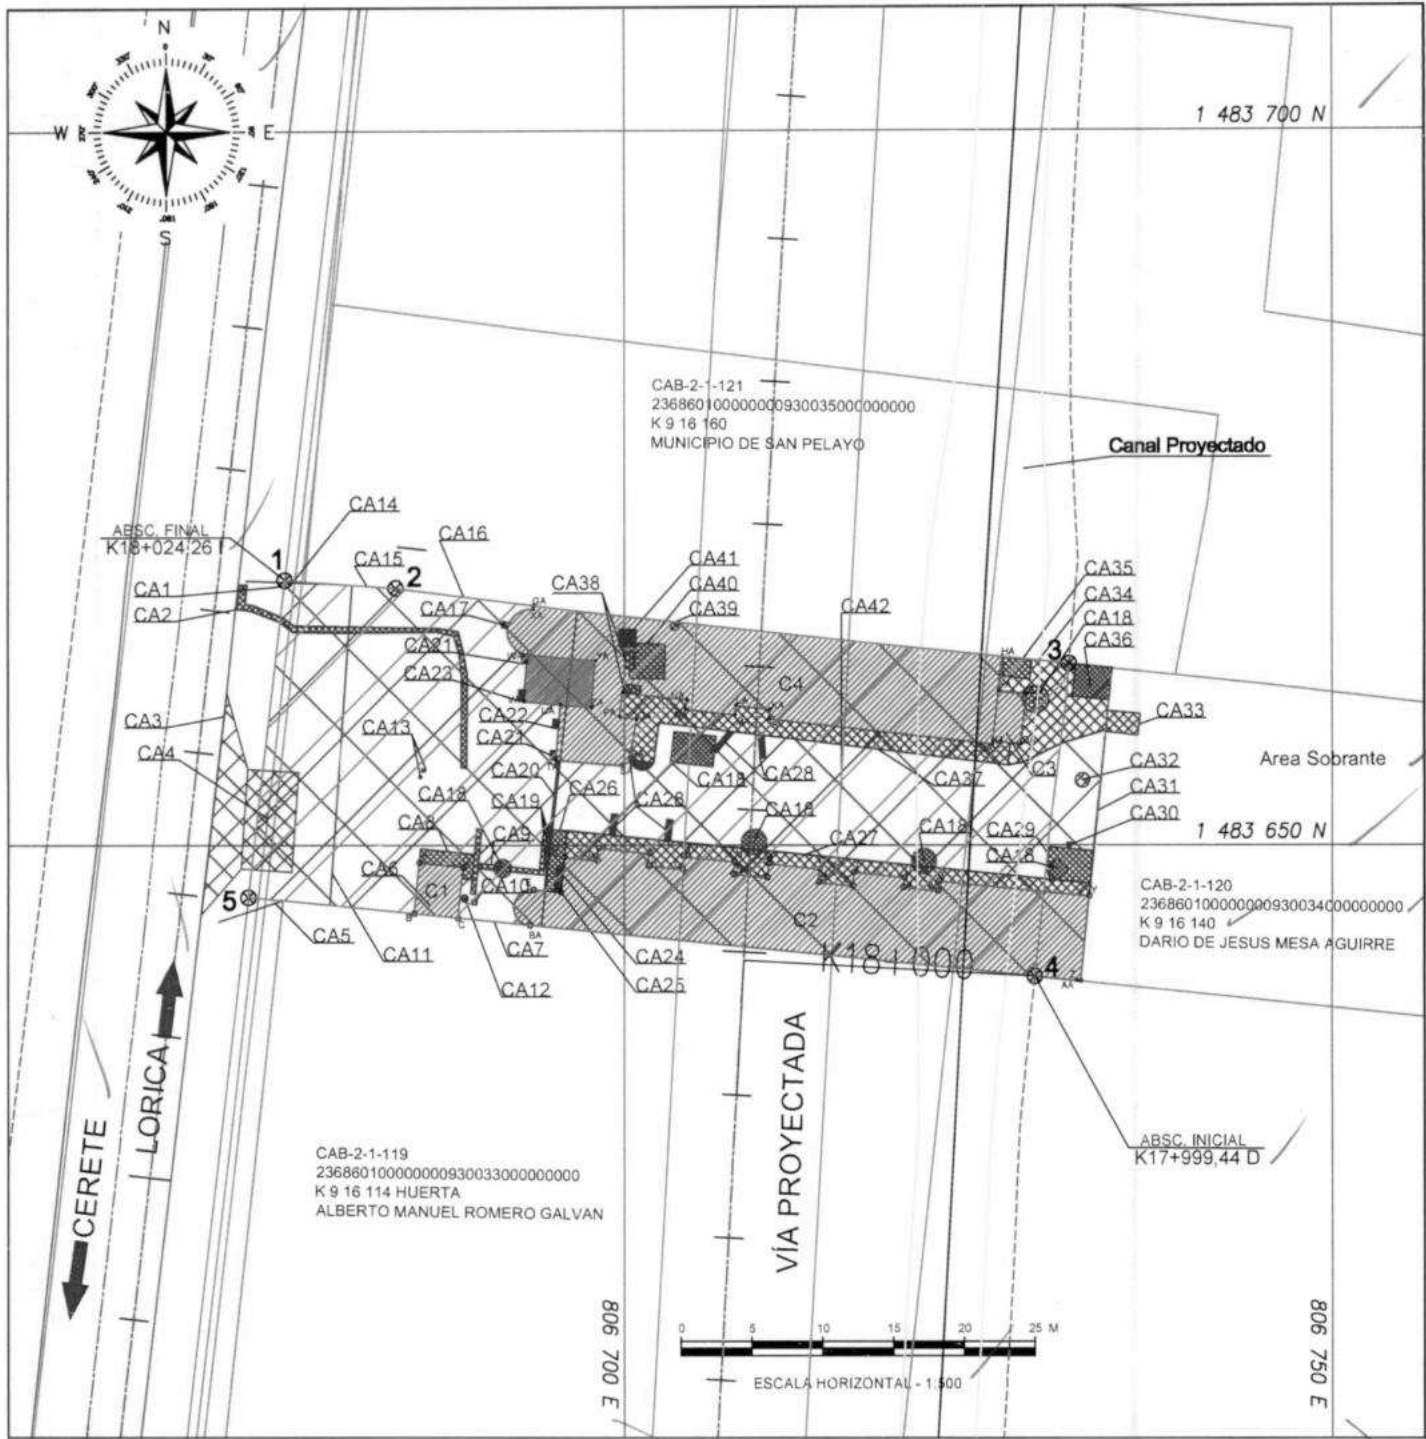 N
W
E
S
1 483 700 N
CAB-2-1-121
236860100000000930035000000000
K 9 16 160
MUNICIPIO DE SAN PELAYO
Canal Proyectado
ABSC. FINAL
K18+024,26 I
CA14
CA16
CA15
1
2
CA1
CA2
CA38
CA41
CA40
CA39
CA42
CA35
CA34
CA18
CA36
3
CA17
CA21
CA23
CA3
CA4
CA13
CA22
CA21
CA20
CA18
CA8
CA19
CA9
CA26
CA28
CA18
CA28
CA18
CA27
CA37
CA18
CA29
CA18
C4
C3
CA33
CA32
CA31
CA30
Area Sobrante
1 483 650 N
CA6
C1
CA10
C2
5
CA5
CA11
CA7
CA12
CA24
CA25
K18+000
4
CAB-2-1-120
236860100000000930034000000000
K 9 16 140
DARIO DE JESUS MESA AGUIRRE
LORICA
CERETE
VÍA PROYECTADA
ABSC. INICIAL
K17+999,44 D
CAB-2-1-119
236860100000000930033000000000
K 9 16 114 HUERTA
ALBERTO MANUEL ROMERO GALVAN
806 700 E
806 750 E
0 5 10 15 20 25 M
ESCALA HORIZONTAL - 1:500